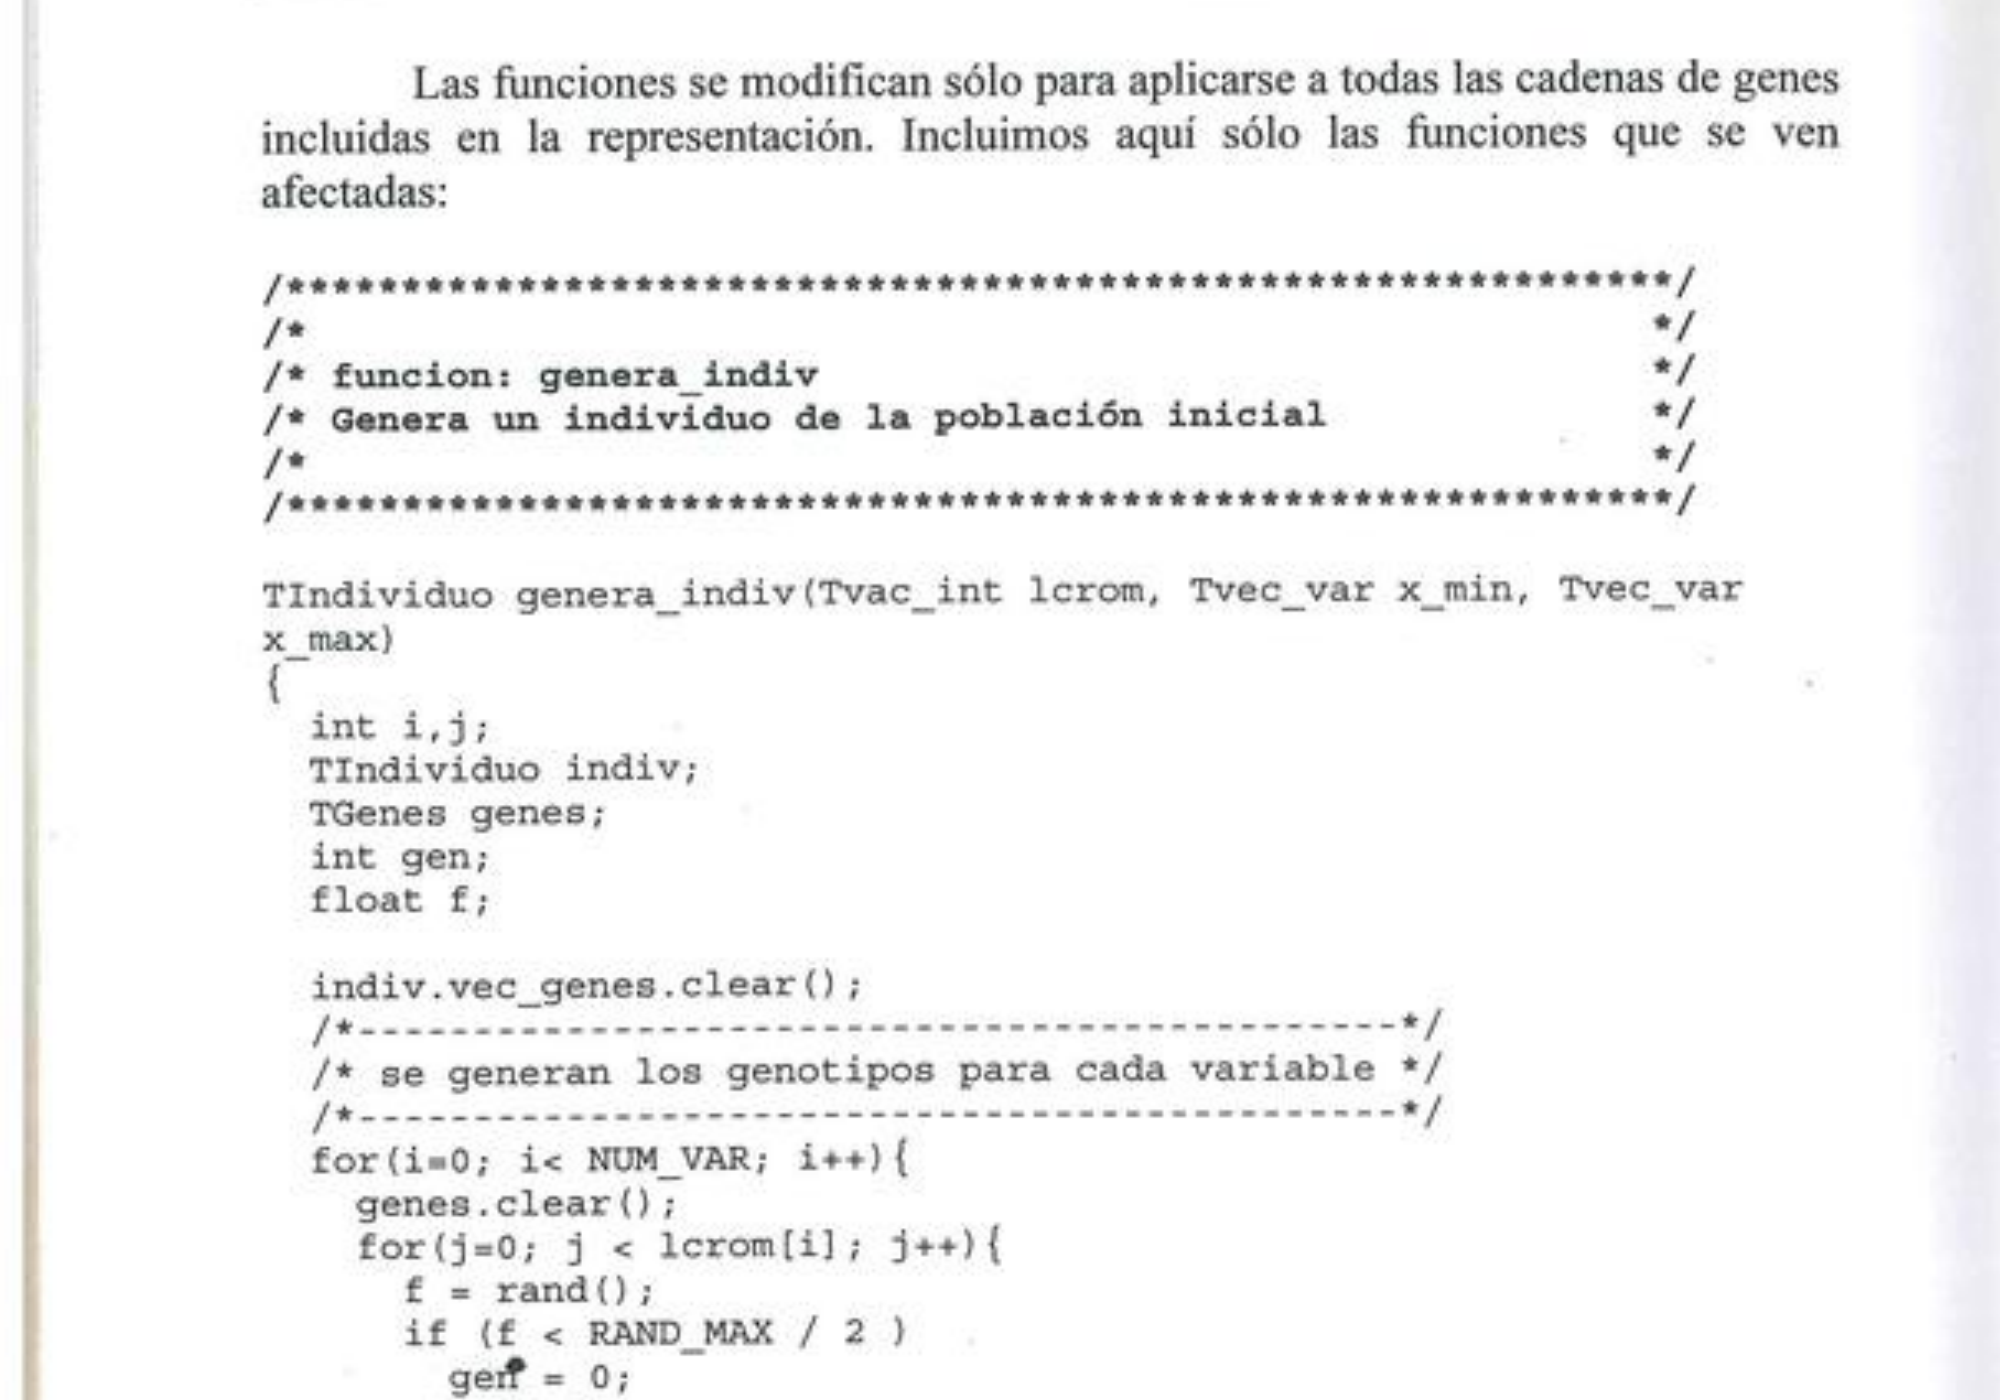 Las funciones se modifican sólo para aplicarse a todas las cadenas de genes
incluidas en la representación. Incluimos aquí sólo las funciones que se ven
afectadas:
/************************************************************/
/* */
/* funcion: genera_indiv */
/* Genera un individuo de la población inicial */
/* */
/************************************************************/
TIndividuo genera_indiv(Tvac_int lcrom, Tvec_var x_min, Tvec_var
x_max)
{
int i,j;
TIndividuo indiv;
TGenes genes;
int gen;
float f;
indiv.vec_genes.clear();
/*---------------------------------------------*/
/* se generan los genotipos para cada variable */
/*---------------------------------------------*/
for(i=0; i< NUM_VAR; i++){
genes.clear();
for(j=0; j < lcrom[i]; j++){
f = rand();
if (f < RAND_MAX / 2 )
gen = 0;